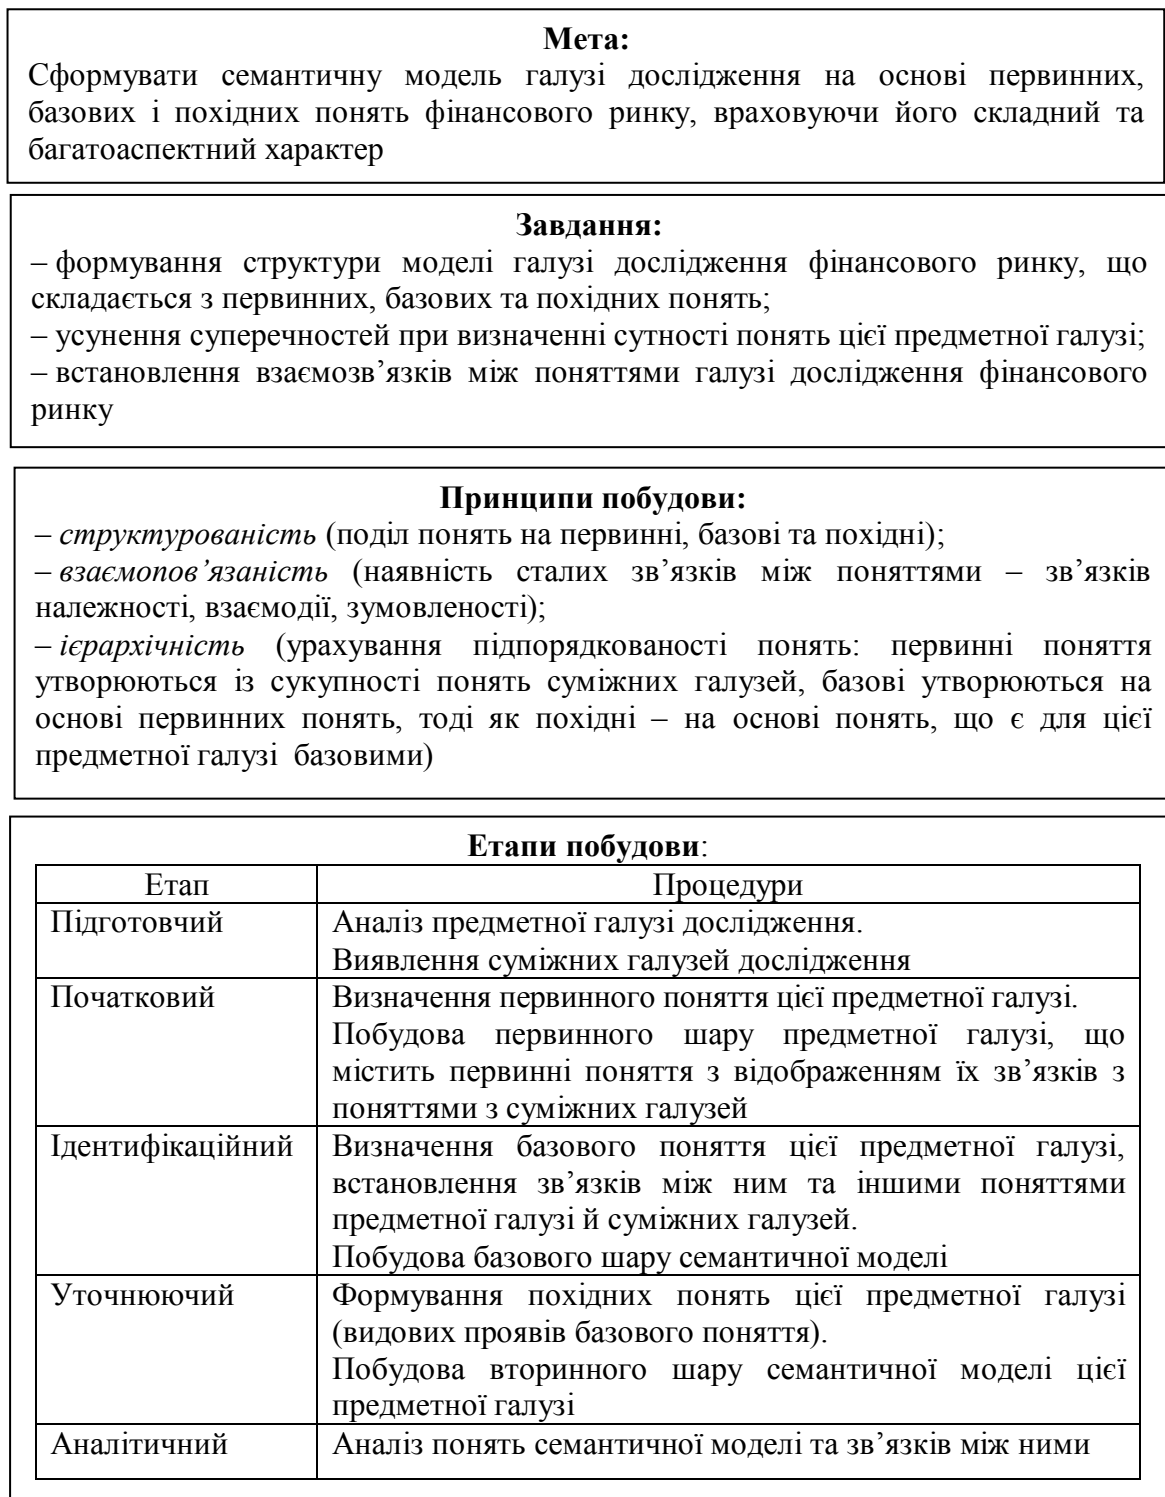 Мета:
Сформувати семантичну модель галузі дослідження на основі первинних,
базових і похідних понять фінансового ринку, враховуючи його складний та
багатоаспектний характер
Завдання:
– формування структури моделі галузі дослідження фінансового ринку, що
складається з первинних, базових та похідних понять;
– усунення суперечностей при визначенні сутності понять цієї предметної галузі;
– встановлення взаємозв’язків між поняттями галузі дослідження фінансового
ринку
Принципи побудови:
– структурованість (поділ понять на первинні, базові та похідні);
– взаємопов’язаність (наявність сталих зв’язків між поняттями – зв’язків
належності, взаємодії, зумовленості);
– ієрархічність (урахування підпорядкованості понять: первинні поняття
утворюються із сукупності понять суміжних галузей, базові утворюються на
основі первинних понять, тоді як похідні – на основі понять, що є для цієї
предметної галузі базовими)
Етапи побудови:
Етап Процедури
Підготовчий Аналіз предметної галузі дослідження.
Виявлення суміжних галузей дослідження
Початковий Визначення первинного поняття цієї предметної галузі.
Побудова первинного шару предметної галузі, що
містить первинні поняття з відображенням їх зв’язків з
поняттями з суміжних галузей
Ідентифікаційний Визначення базового поняття цієї предметної галузі,
встановлення зв’язків між ним та іншими поняттями
предметної галузі й суміжних галузей.
Побудова базового шару семантичної моделі
Уточнюючий Формування похідних понять цієї предметної галузі
(видових проявів базового поняття).
Побудова вторинного шару семантичної моделі цієї
предметної галузі
Аналітичний Аналіз понять семантичної моделі та зв’язків між ними